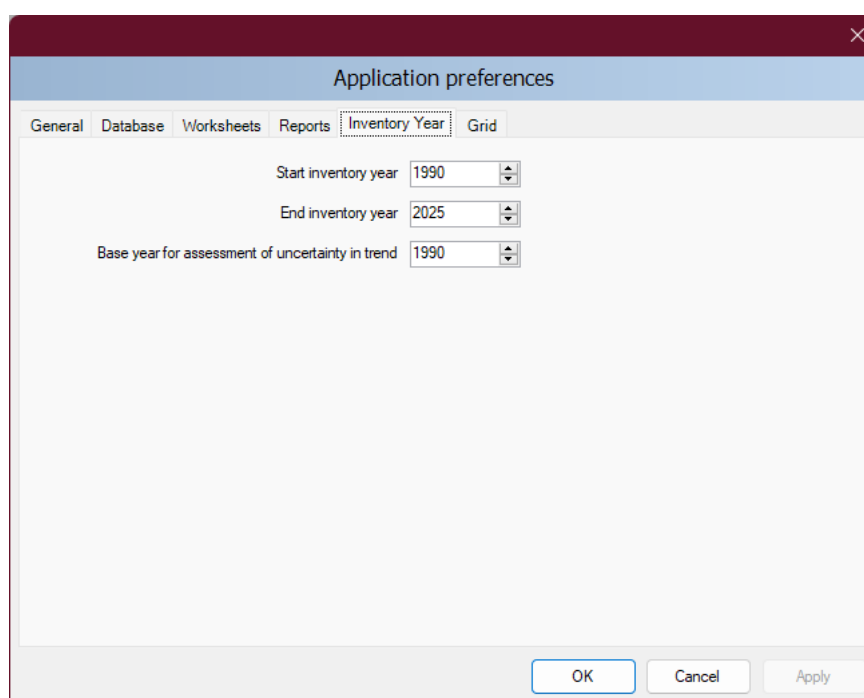 Application preferences
General Database Worksheets Reports Inventory Year Grid
Start inventory year 1990
End inventory year 2025
Base year for assessment of uncertainty in trend 1990
OK Cancel Apply